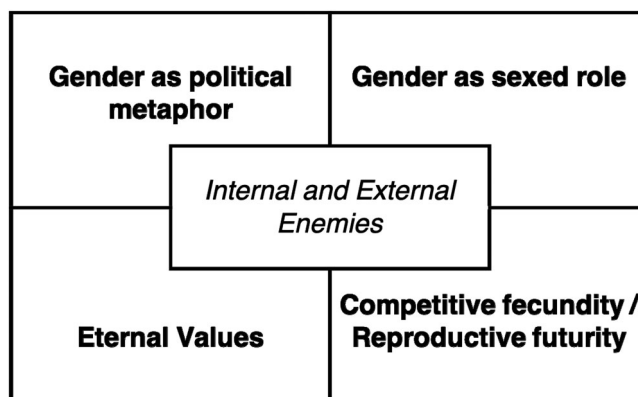 Gender as political
metaphor
Gender as sexed role
Internal and External
Enemies
Eternal Values
Competitive fecundity /
Reproductive futurity